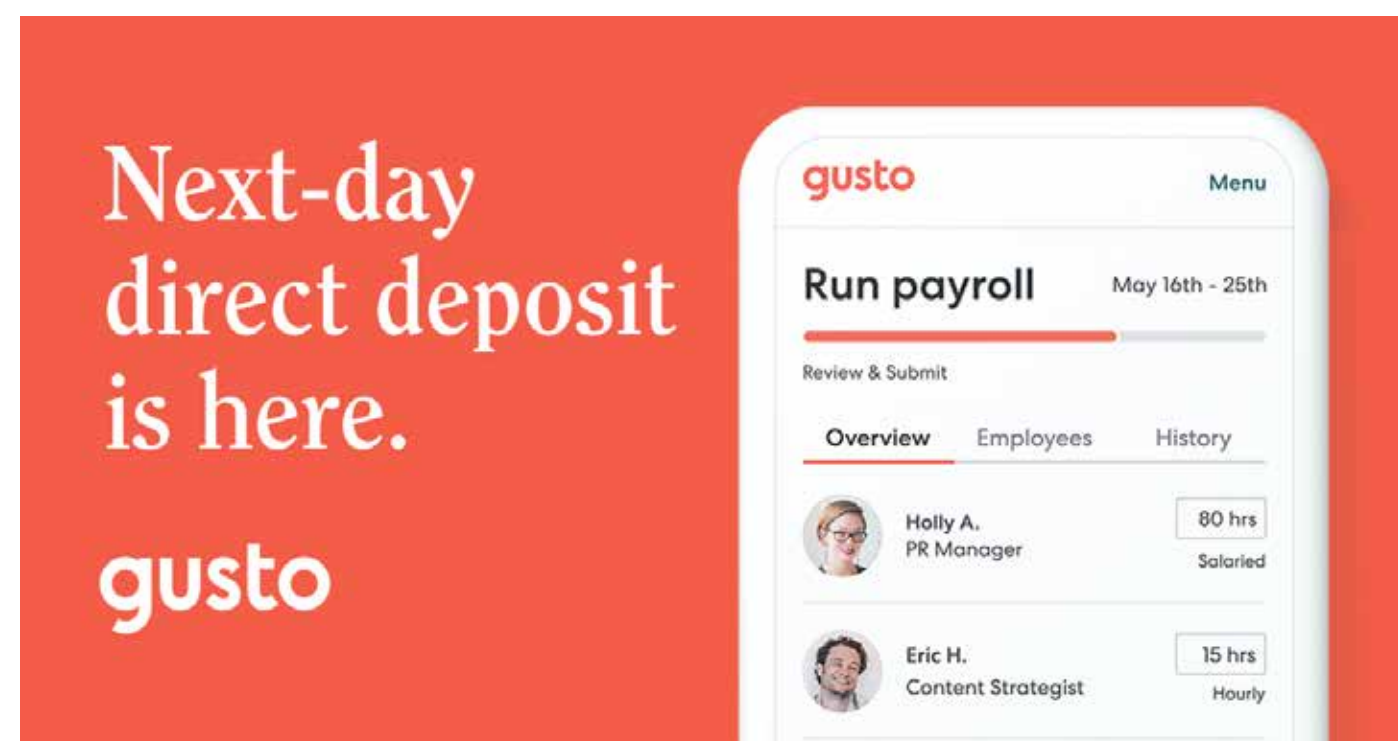 Next-day
direct deposit
is here.
gusto
gusto
Menu
Run payroll
May 16th - 25th
Review & Submit
Overview
Employees
History
Holly A.
PR Manager
80 hrs
Salaried
Eric H.
Content Strategist
15 hrs
Hourly